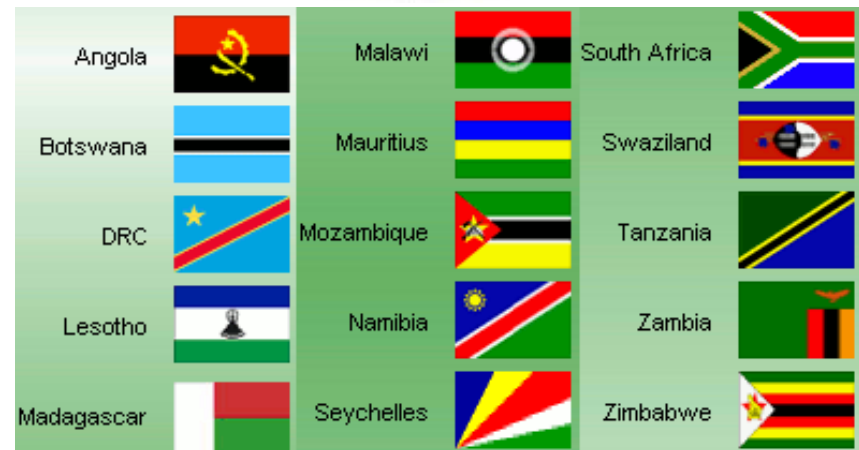 Angola
Botswana
DRC
Lesotho
Madagascar
Malawi
Mauritius
Mozambique
Namibia
Seychelles
South Africa
Swaziland
Tanzania
Zambia
Zimbabwe